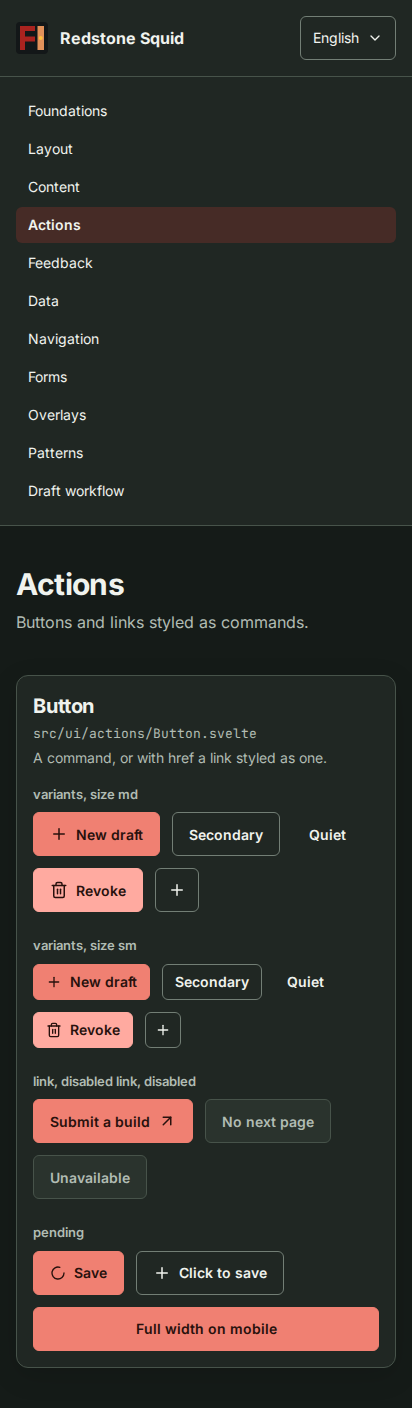 Redstone Squid
English
Foundations
Layout
Content
Actions
Feedback
Data
Navigation
Forms
Overlays
Patterns
Draft workflow
Actions
Buttons and links styled as commands.
Button
src/ui/actions/Button.svelte
A command, or with href a link styled as one.
variants, size md
New draft Secondary Quiet
Revoke
variants, size sm
New draft Secondary Quiet
Revoke
link, disabled link, disabled
Submit a build No next page
Unavailable
pending
Save Click to save
Full width on mobile